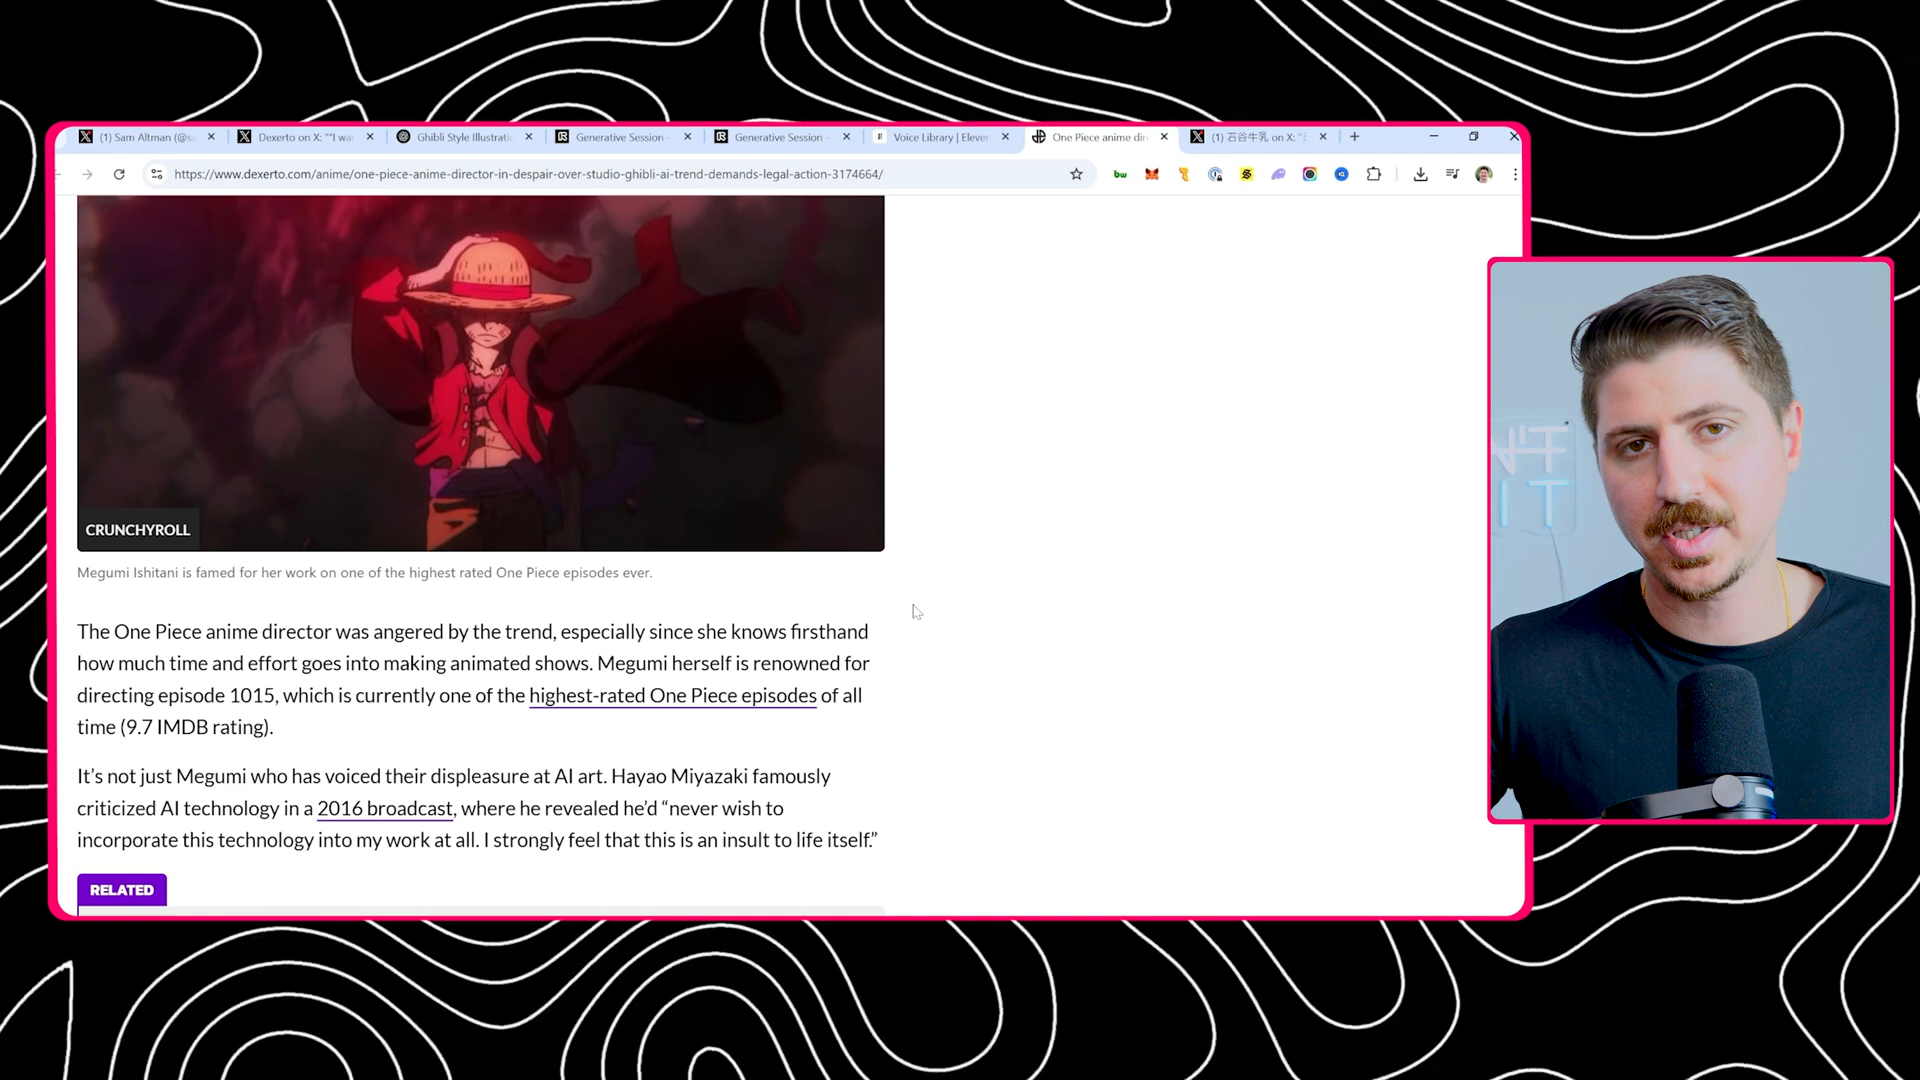 (1) Sam Altman (@sa
Dexerto on X: ""I wa
Ghibli Style Illustratio
Generative Session -
Generative Session -
Voice Library | Eleven
One Piece anime dir
(1) 石谷牛乳 on X: "
https://www.dexerto.com/anime/one-piece-anime-director-in-despair-over-studio-ghibli-ai-trend-demands-legal-action-3174664/
CRUNCHYROLL
Megumi Ishitani is famed for her work on one of the highest rated One Piece episodes ever.
The One Piece anime director was angered by the trend, especially since she knows firsthand
how much time and effort goes into making animated shows. Megumi herself is renowned for
directing episode 1015, which is currently one of the highest-rated One Piece episodes of all
time (9.7 IMDB rating).
It’s not just Megumi who has voiced their displeasure at AI art. Hayao Miyazaki famously
criticized AI technology in a 2016 broadcast, where he revealed he’d “never wish to
incorporate this technology into my work at all. I strongly feel that this is an insult to life itself.”
RELATED
N'T
IT